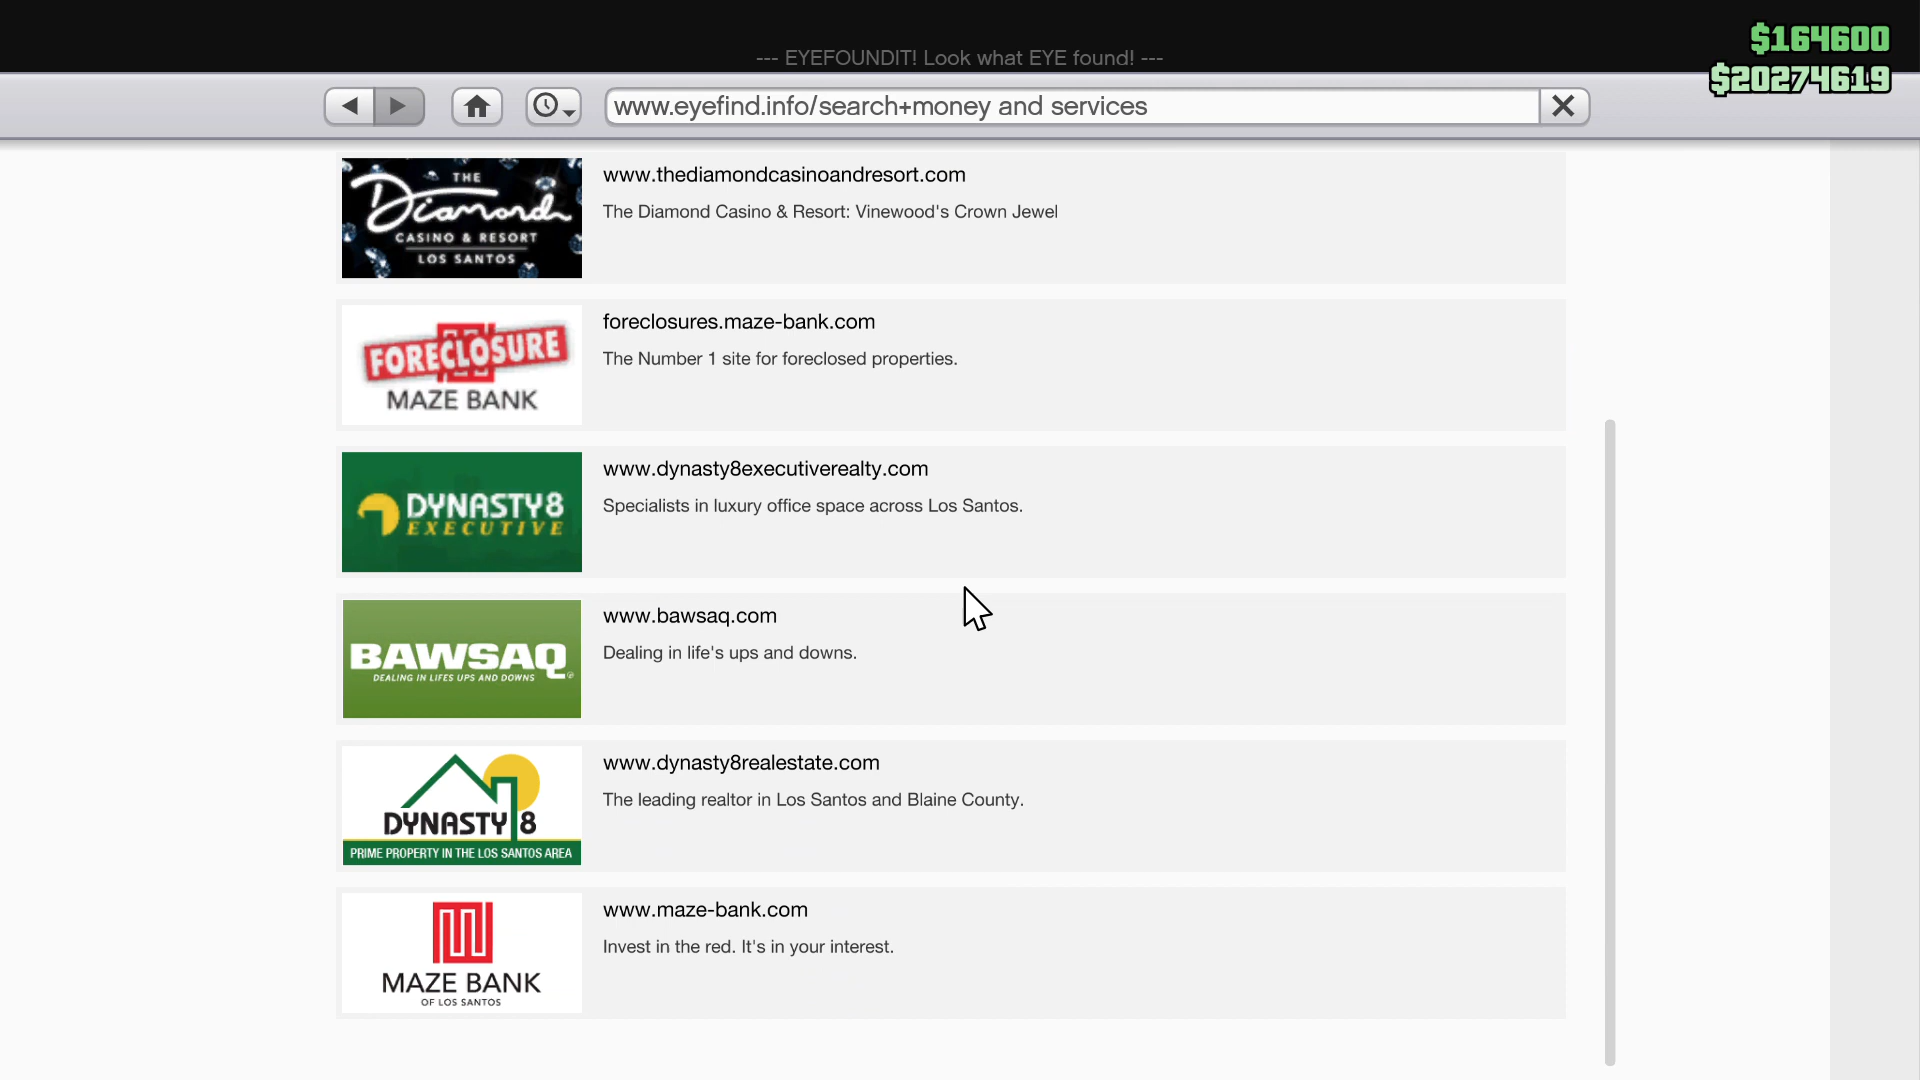 $164600
--- EYEFOUNDIT! Look what EYE found! ---
$20274619
www.eyefind.info/search+money and services
THE
Diamond
CASINO & RESORT
LOS SANTOS
www.thediamondcasinoandresort.com
The Diamond Casino & Resort: Vinewood's Crown Jewel
FORECLOSURE
MAZE BANK
foreclosures.maze-bank.com
The Number 1 site for foreclosed properties.
DYNASTY8
EXECUTIVE
www.dynasty8executiverealty.com
Specialists in luxury office space across Los Santos.
BAWSAQ
DEALING IN LIFES UPS AND DOWNS
www.bawsaq.com
Dealing in life's ups and downs.
DYNASTY 8
PRIME PROPERTY IN THE LOS SANTOS AREA
www.dynasty8realestate.com
The leading realtor in Los Santos and Blaine County.
MAZE BANK
OF LOS SANTOS
www.maze-bank.com
Invest in the red. It's in your interest.